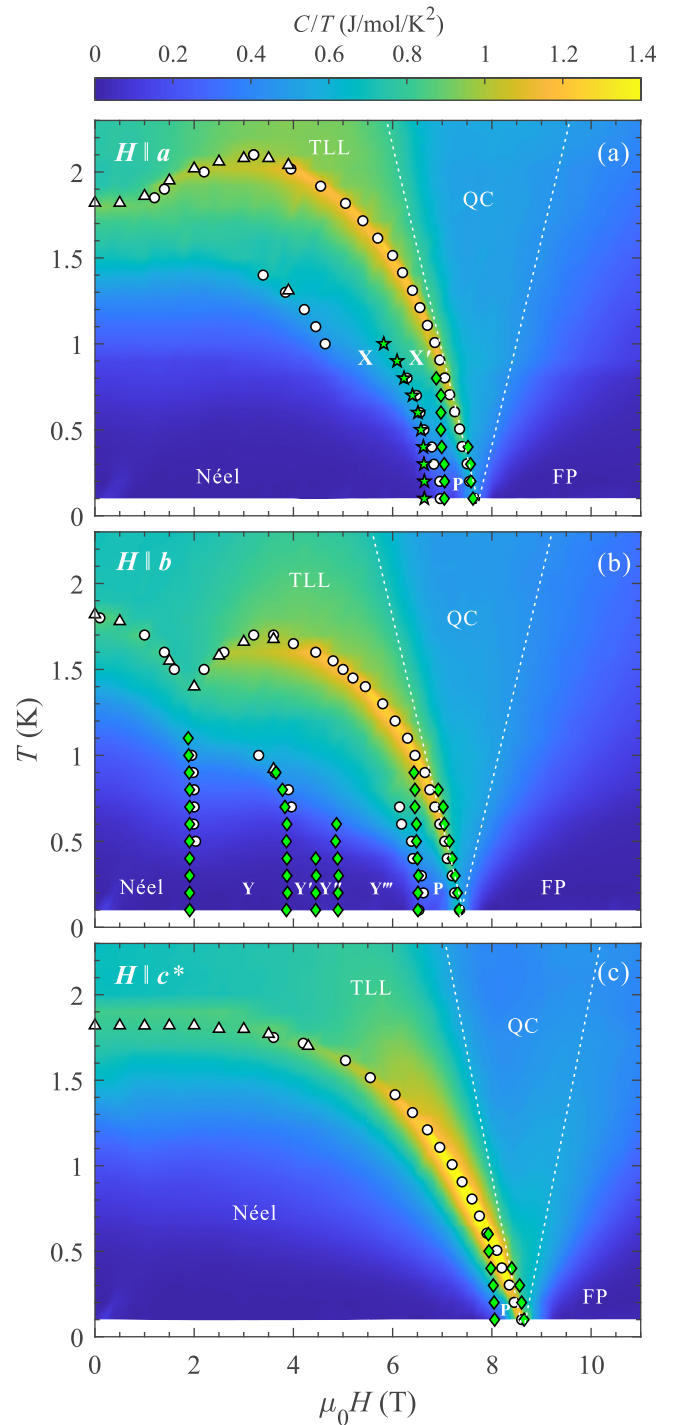 C/T (J/mol/K²)
0 0.2 0.4 0.6 0.8 1 1.2 1.4
H ∥ a TLL (a)
QC
X X′
Néel P FP
2
1.5
1
0.5
0
H ∥ b TLL (b)
QC
Néel Y Y′ Y″ Y‴ P FP
2
1.5
1
0.5
0
T (K)
H ∥ c* TLL (c)
QC
Néel
P FP
2
1.5
1
0.5
0
0 2 4 6 8 10
μ₀H (T)